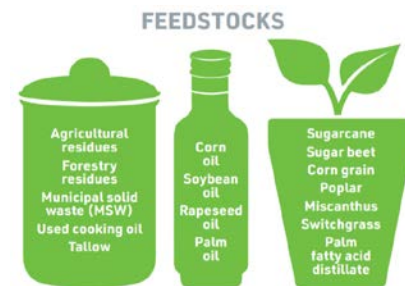 FEEDSTOCKS
Agricultural
residues
Forestry
residues
Municipal solid
waste (MSW)
Used cooking oil
Tallow
Corn
oil
Soybean
oil
Rapeseed
oil
Palm
oil
Sugarcane
Sugar beet
Corn grain
Poplar
Miscanthus
Switchgrass
Palm
fatty acid
distillate